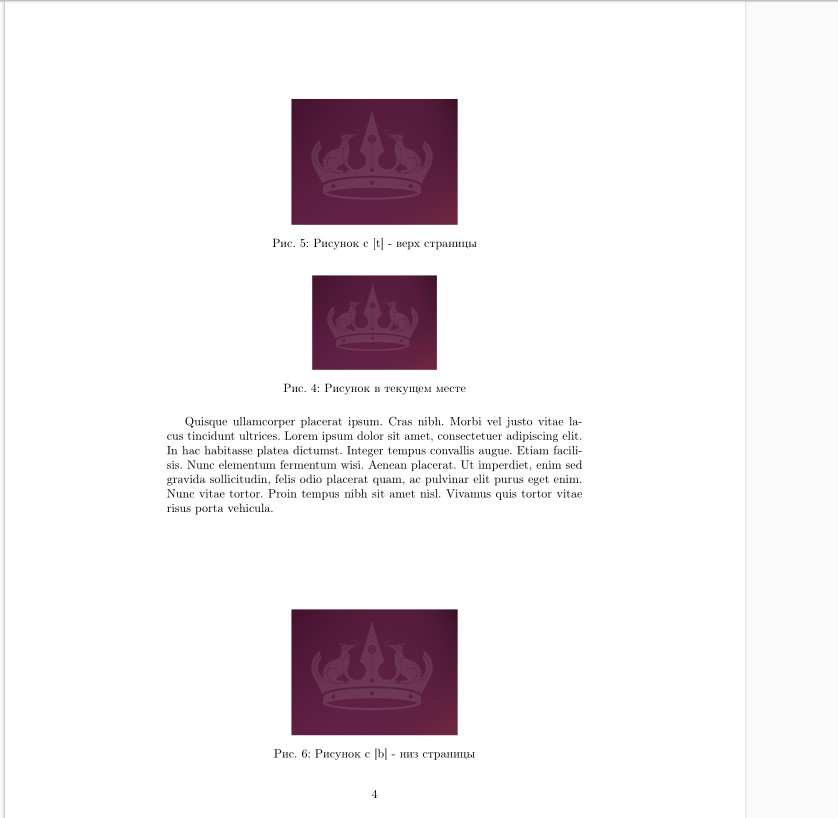 Рис. 5: Рисунок с [t] - верх страницы
Рис. 4: Рисунок в текущем месте
Quisque ullamcorper placerat ipsum. Cras nibh. Morbi vel justo vitae la-
cus tincidunt ultrices. Lorem ipsum dolor sit amet, consectetuer adipiscing elit.
In hac habitasse platea dictumst. Integer tempus convallis augue. Etiam facili-
sis. Nunc elementum fermentum wisi. Aenean placerat. Ut imperdiet, enim sed
gravida sollicitudin, felis odio placerat quam, ac pulvinar elit purus eget enim.
Nunc vitae tortor. Proin tempus nibh sit amet nisl. Vivamus quis tortor vitae
risus porta vehicula.
Рис. 6: Рисунок с [b] - низ страницы
4